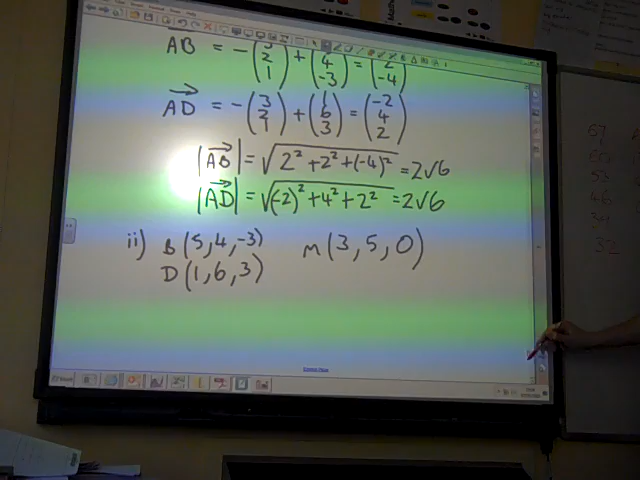 AB = -(3 2 1) + (5 4 -3) = (2 2 -4)
AD = -(3 2 1) + (1 6 3) = (-2 4 2)
|AB| = √2² + 2² + (-4)² = 2√6
|AD| = √(-2)² + 4² + 2² = 2√6
ii) B(5,4,-3) M(3,5,0)
D(1,6,3)